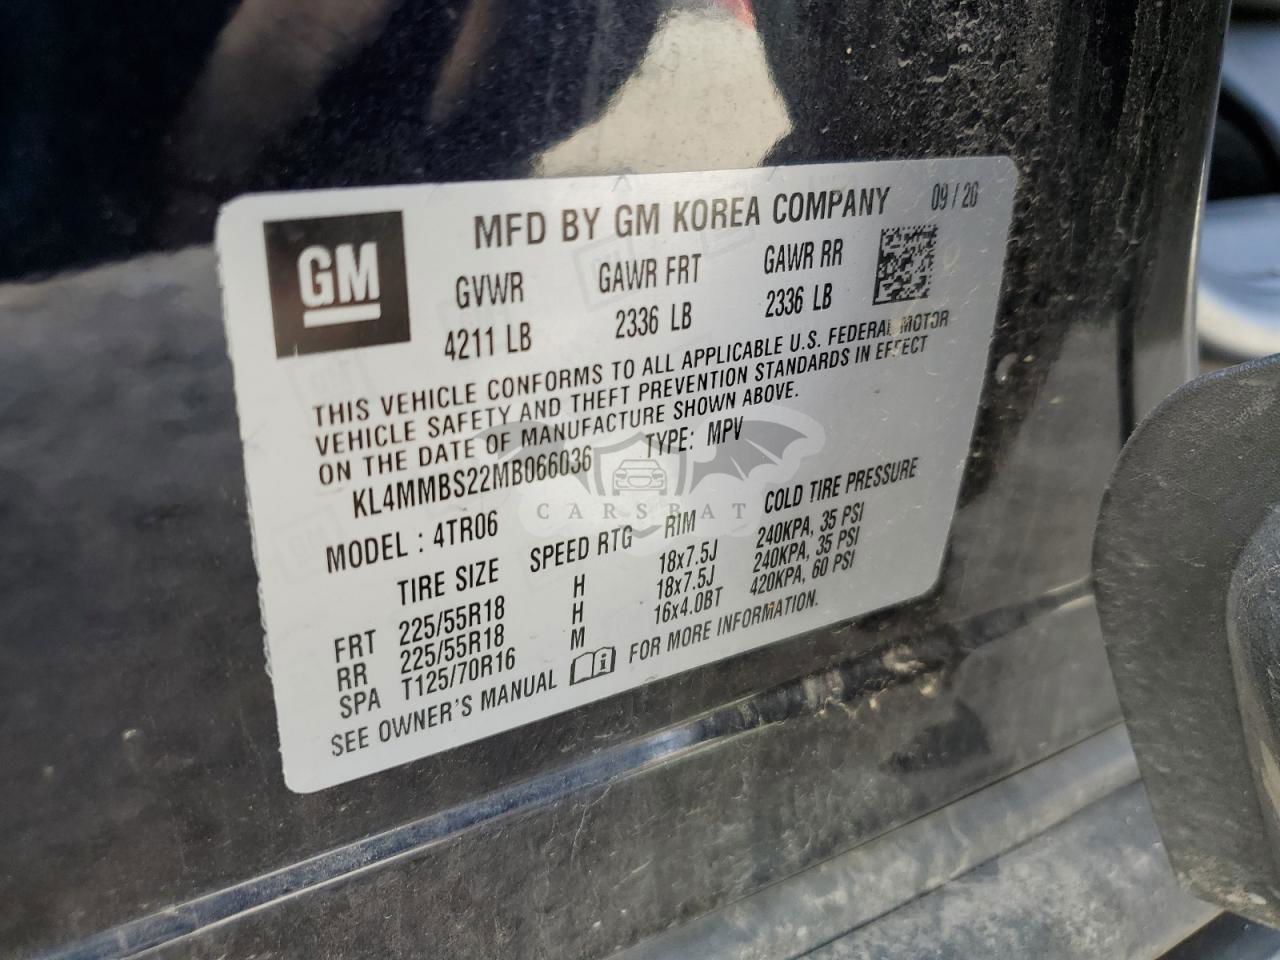 GM
MFD BY GM KOREA COMPANY 09 / 20
GVWR GAWR FRT GAWR RR
4211 LB 2336 LB 2336 LB
THIS VEHICLE CONFORMS TO ALL APPLICABLE U.S. FEDERAL MOTOR
VEHICLE SAFETY AND THEFT PREVENTION STANDARDS IN EFFECT
ON THE DATE OF MANUFACTURE SHOWN ABOVE.
KL4MMBS22MB066036 TYPE: MPV
CARSBAT
MODEL : 4TR06
TIRE SIZE SPEED RTG RIM COLD TIRE PRESSURE
FRT 225/55R18 H 18x7.5J 240KPA, 35 PSI
RR 225/55R18 H 18x7.5J 240KPA, 35 PSI
SPA T125/70R16 M 16x4.0BT 420KPA, 60 PSI
SEE OWNER'S MANUAL FOR MORE INFORMATION.